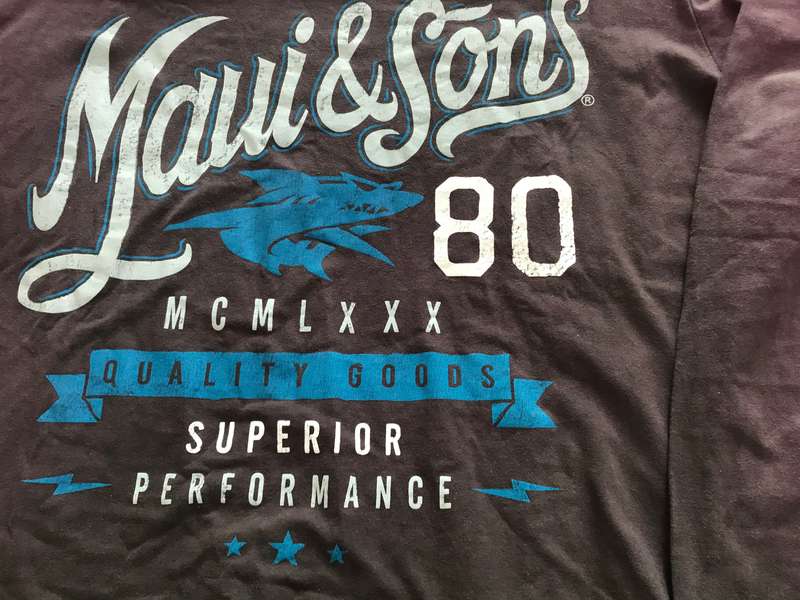 Maui & Sons®
80
MCMLXXX
QUALITY GOODS
SUPERIOR
PERFORMANCE